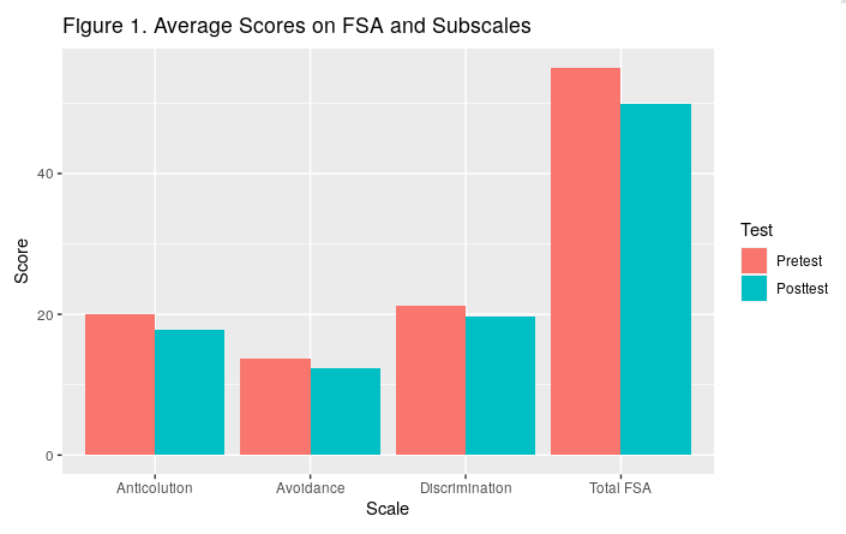 FIgure 1. Average Scores on FSA and Subscales
Score
40
20
0
Anticolution
Avoidance
Discrimination
Total FSA
Scale
Test
Pretest
Posttest